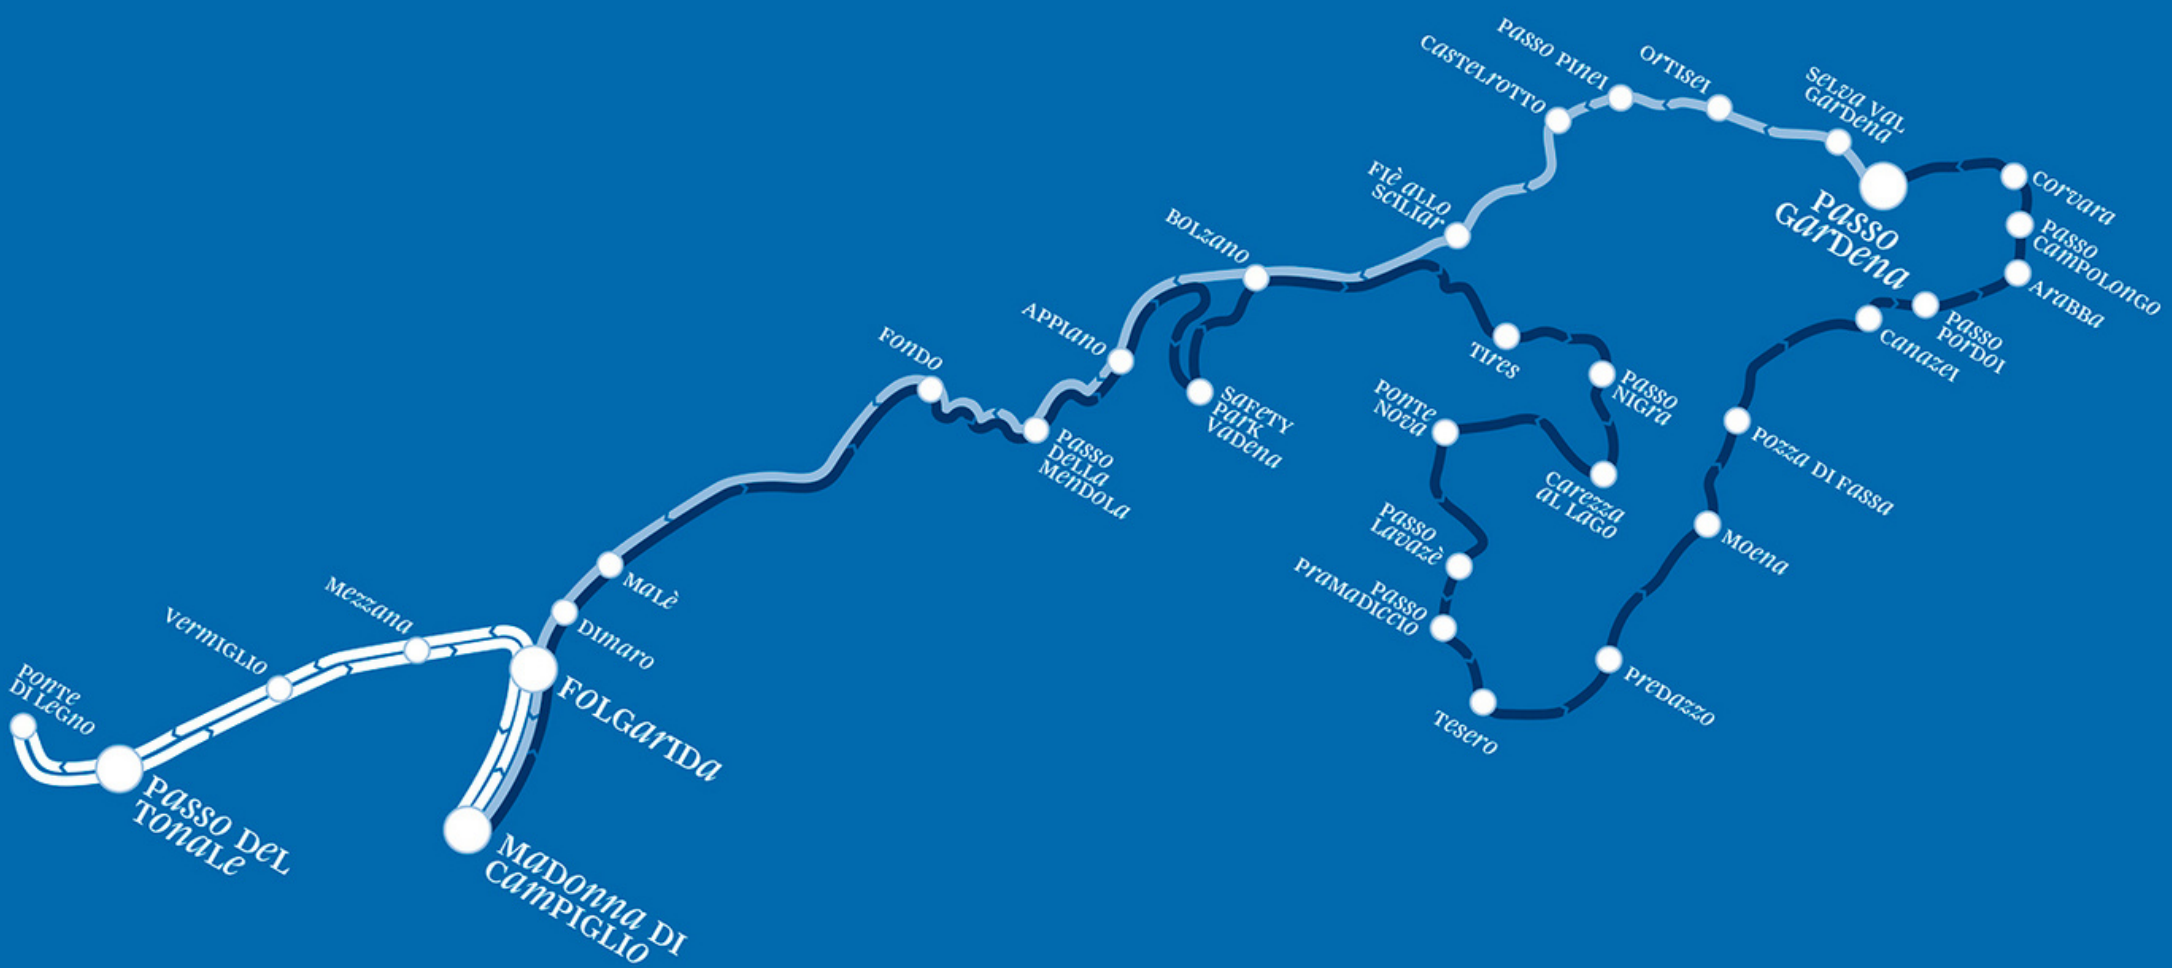 Passo Pinei
Castelrotto
Ortisei
Selva Val
Gardena
Fiè allo
Sciliar
Corvara
Passo
Gardena
Passo
Campolongo
Bolzano
Arabba
Appiano
Passo
Pordoi
Canazei
Fondo
Tires
Passo
Nigra
Safety
Park
Vadena
Ponte
Nova
Passo
della
Mendola
Pozza di Fassa
Carezza
al Lago
Passo
Lavazè
Moena
Malè
Passo
Pramadiccio
Mezzana
Dimaro
Vermiglio
Predazzo
Tesero
Ponte
di Legno
Folgarida
Passo del
Tonale
Madonna di
Campiglio